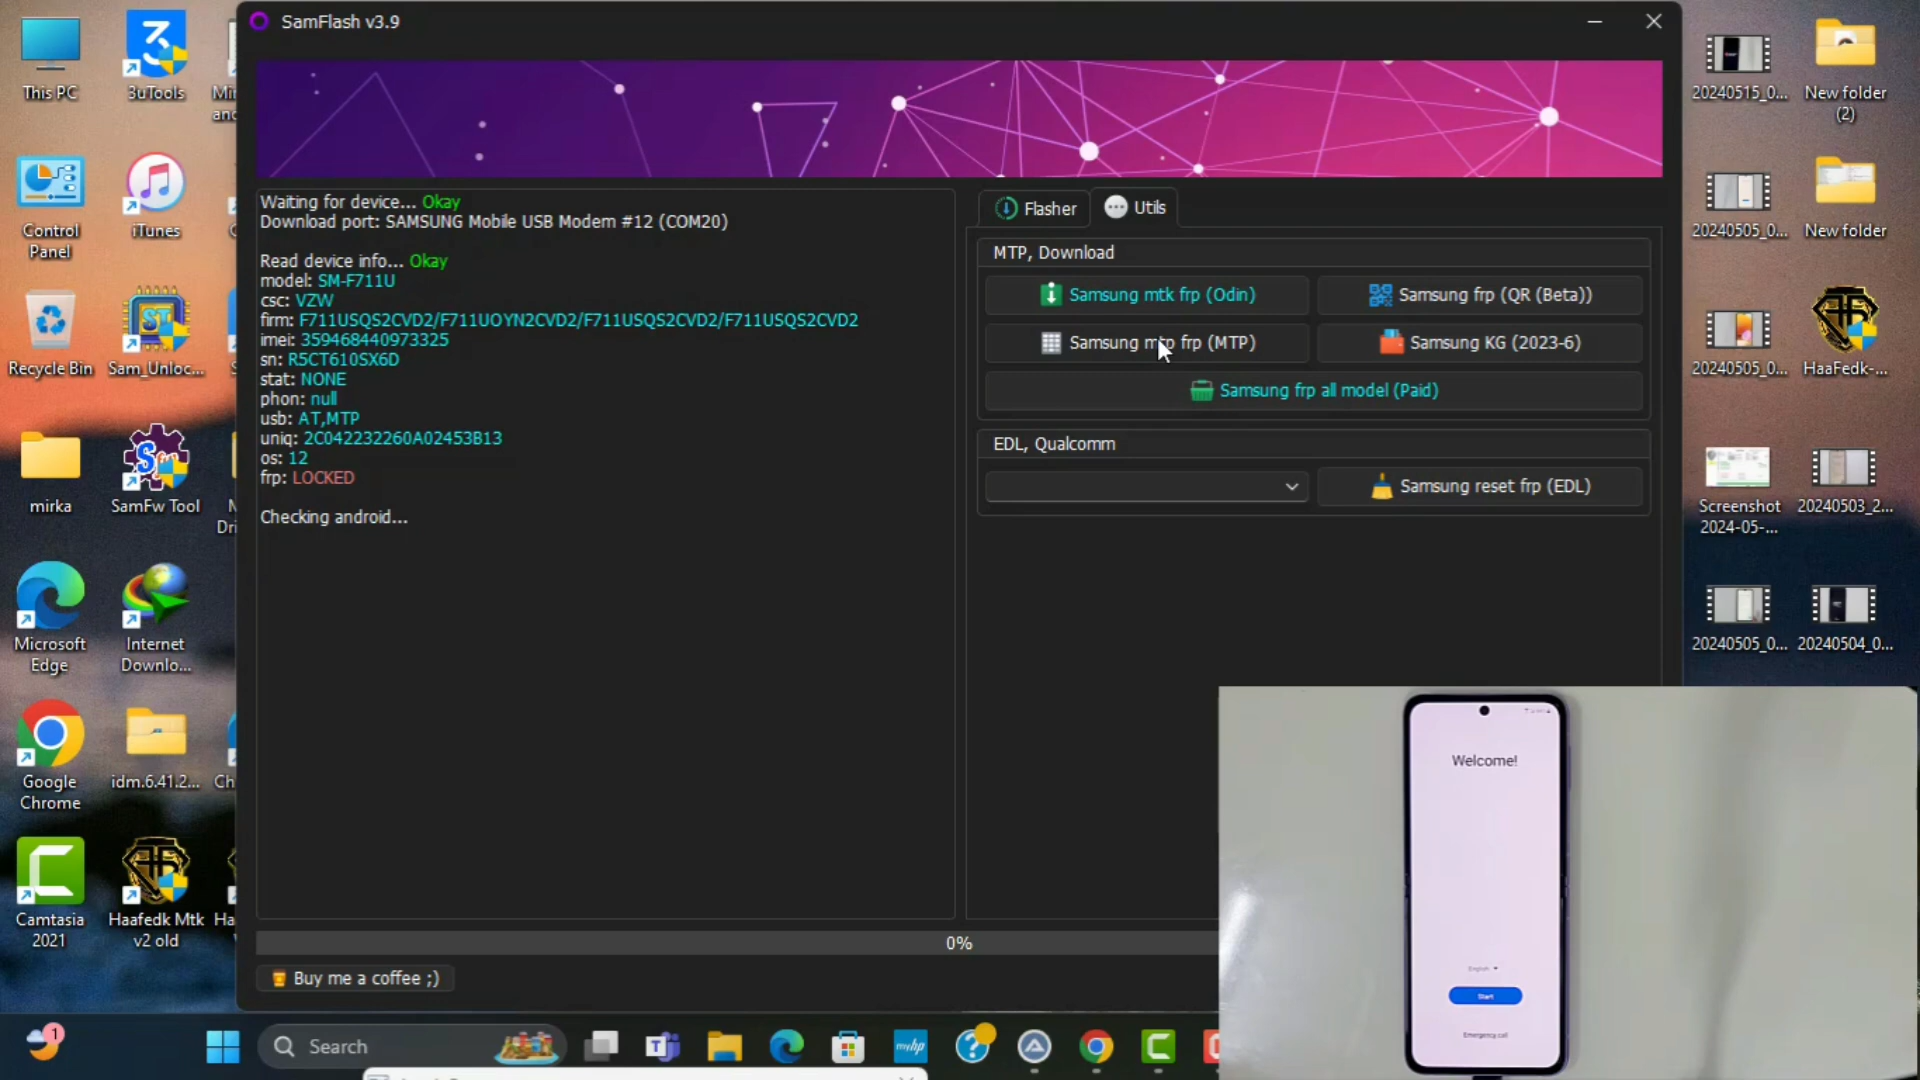 SamFlash v3.9
This PC
3uTools
Control
Panel
iTunes
Recycle Bin
Sam_Unloc...
mirka
SamFw Tool
Microsoft
Edge
Internet
Downlo...
Google
Chrome
idm.6.41.2...
Camtasia
2021
Haafedk Mtk
v2 old
Waiting for device... Okay
Download port: SAMSUNG Mobile USB Modem #12 (COM20)
Read device info... Okay
model: SM-F711U
csc: VZW
firm: F711USQS2CVD2/F711UOYN2CVD2/F711USQS2CVD2/F711USQS2CVD2
imei: 359468440973325
sn: R5CT610SX6D
stat: NONE
phon: null
usb: AT,MTP
uniq: 2C042232260A02453B13
os: 12
frp: LOCKED
Checking android...
Flasher
Utils
MTP, Download
Samsung mtk frp (Odin)
Samsung frp (QR (Beta))
Samsung mtp frp (MTP)
Samsung KG (2023-6)
Samsung frp all model (Paid)
EDL, Qualcomm
Samsung reset frp (EDL)
0%
Buy me a coffee ;)
20240515_0...
New folder
(2)
20240505_0...
New folder
20240505_0...
HaaFedk-...
Screenshot
2024-05-...
20240503_2...
20240505_0...
20240504_0...
Welcome!
English
Start
Emergency call
1
Search
myhp